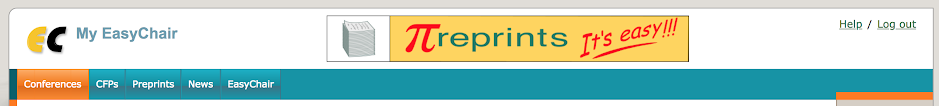 EC My EasyChair
πreprints It's easy!!!
Help / Log out
Conferences CFPs Preprints News EasyChair